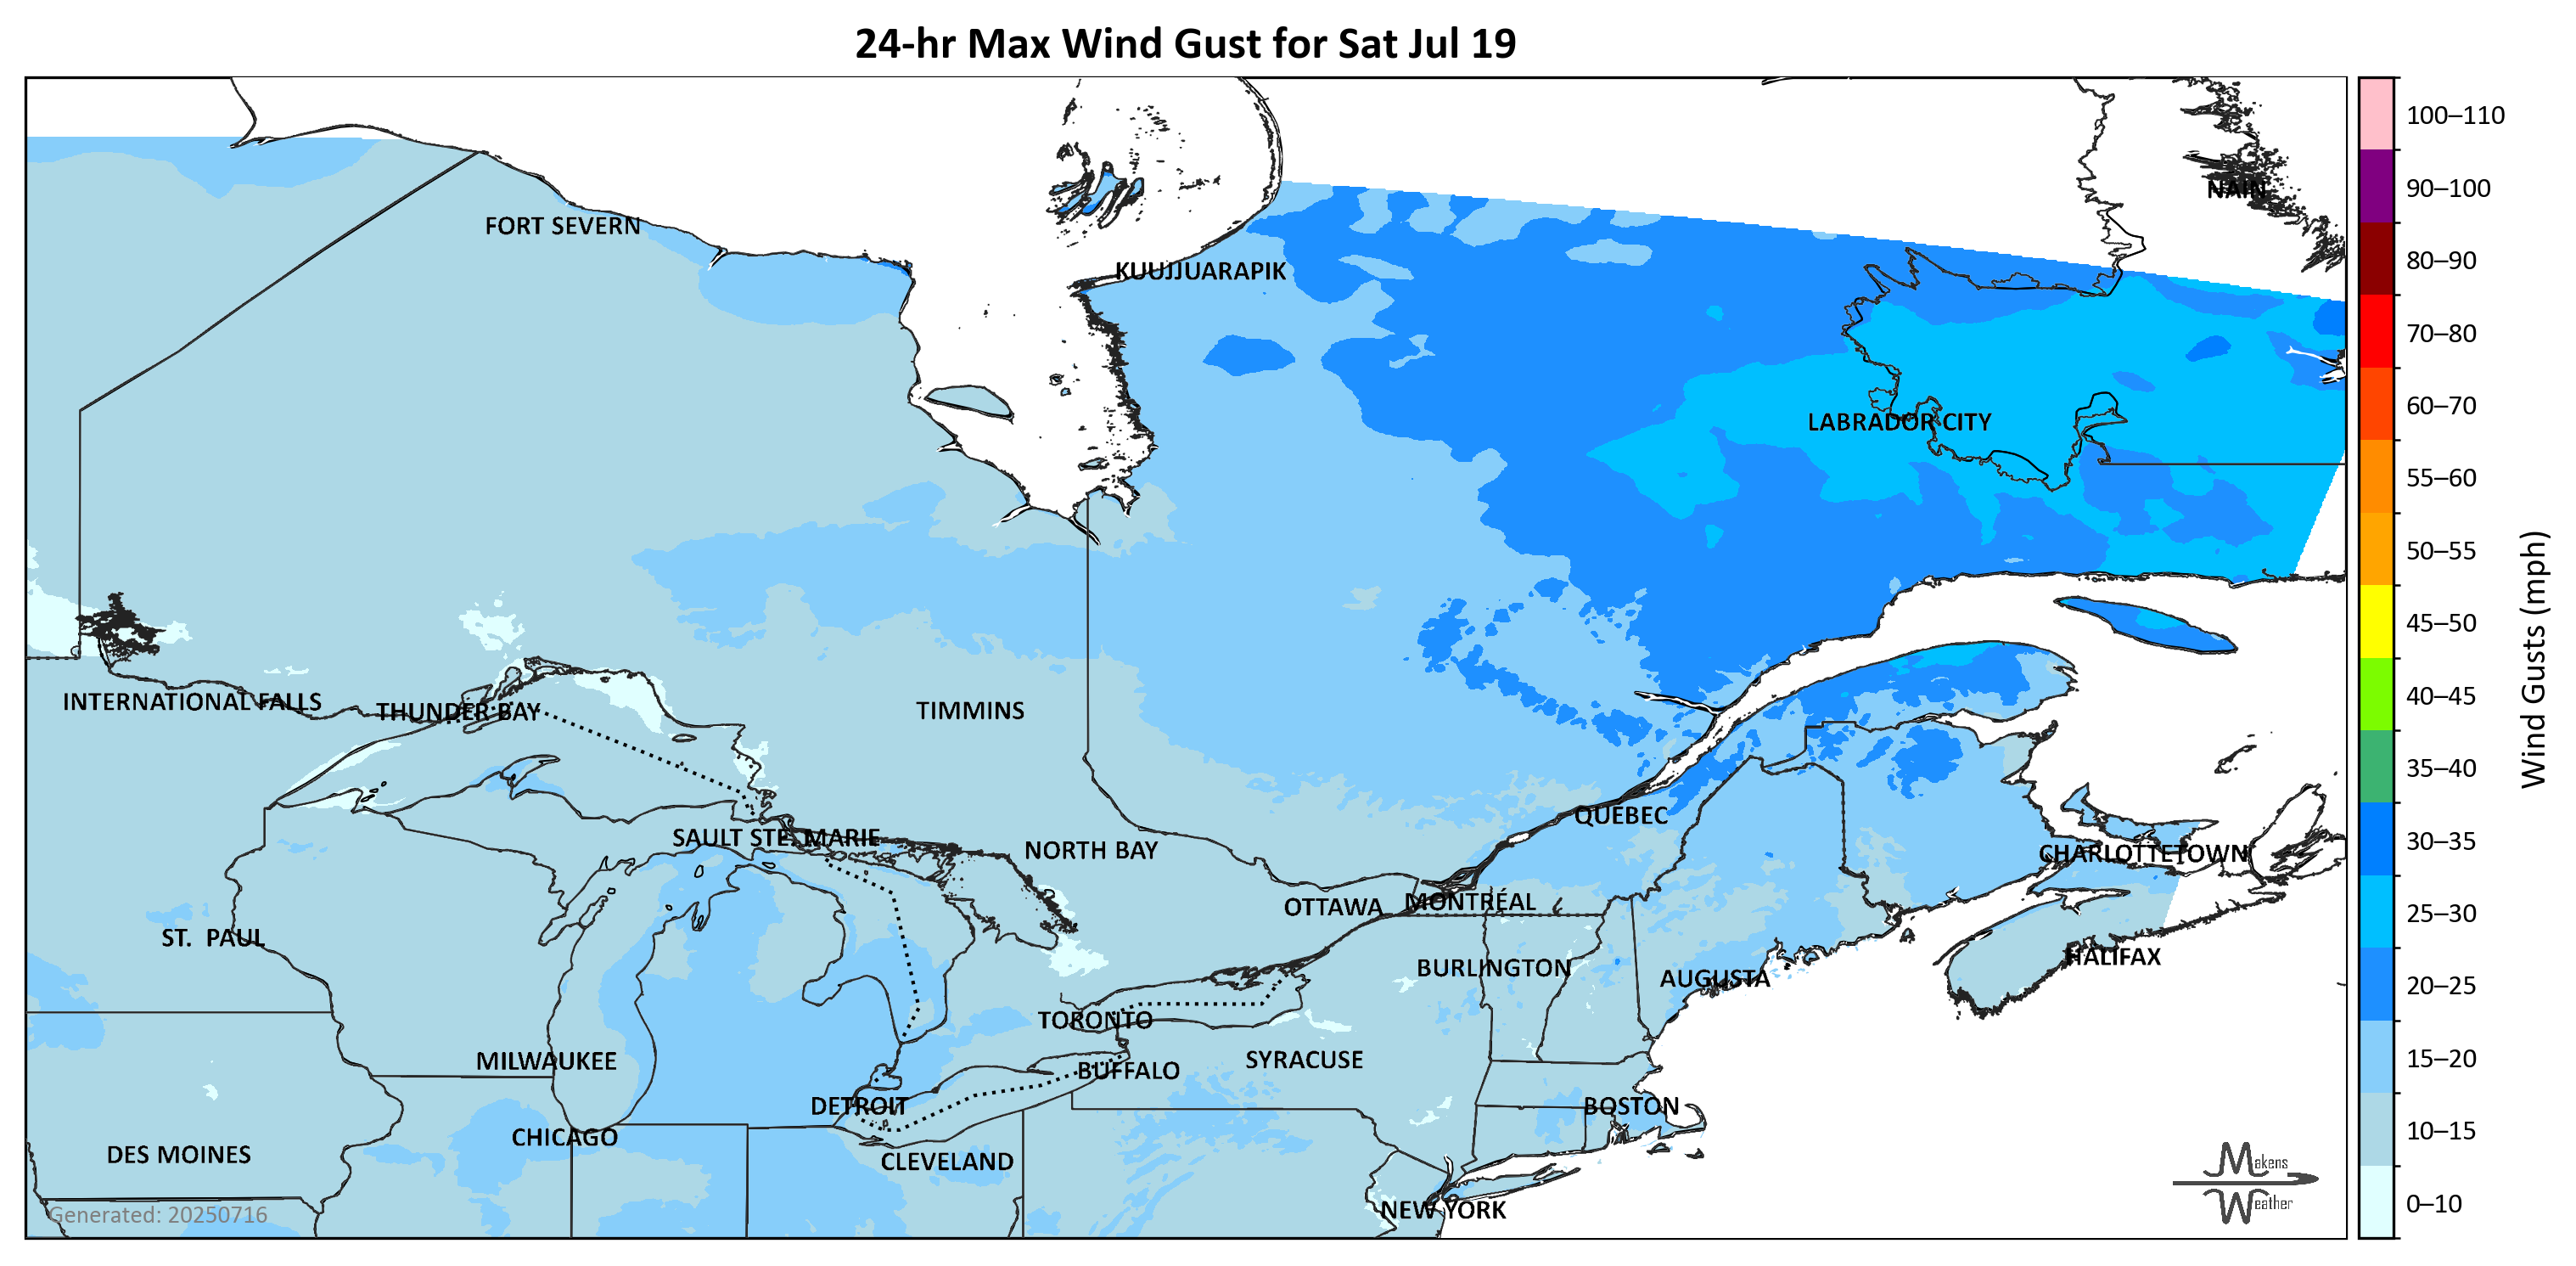 24-hr Max Wind Gust for Sat Jul 19
100–110
NAIN
90–100
FORT SEVERN
80–90
KUUJJUARAPIK
70–80
60–70
LABRADOR CITY
55–60
50–55
45–50
Wind Gusts (mph)
INTERNATIONAL FALLS
THUNDER BAY
TIMMINS
40–45
35–40
QUEBEC
SAULT STE. MARIE
NORTH BAY
CHARLOTTETOWN
30–35
OTTAWA
MONTRÉAL
25–30
ST. PAUL
BURLINGTON
AUGUSTA
HALIFAX
20–25
TORONTO
MILWAUKEE
BUFFALO
SYRACUSE
15–20
DETROIT
BOSTON
CHICAGO
10–15
DES MOINES
CLEVELAND
Makens
Weather
NEW YORK
0–10
Generated: 20250716